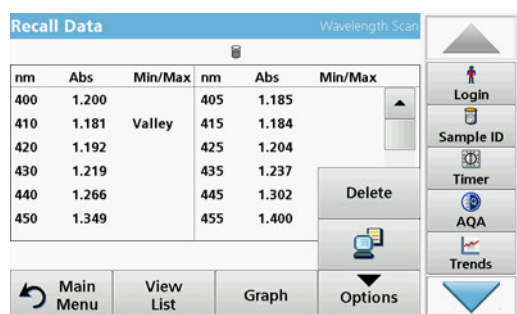 Recall Data Wavelength Scan
nm Abs Min/Max nm Abs Min/Max
400 1.200 405 1.185
410 1.181 Valley 415 1.184
420 1.192 425 1.204
430 1.219 435 1.237
440 1.266 445 1.302
450 1.349 455 1.400
Delete
Main Menu
View List
Graph
Options
Login
Sample ID
Timer
AQA
Trends